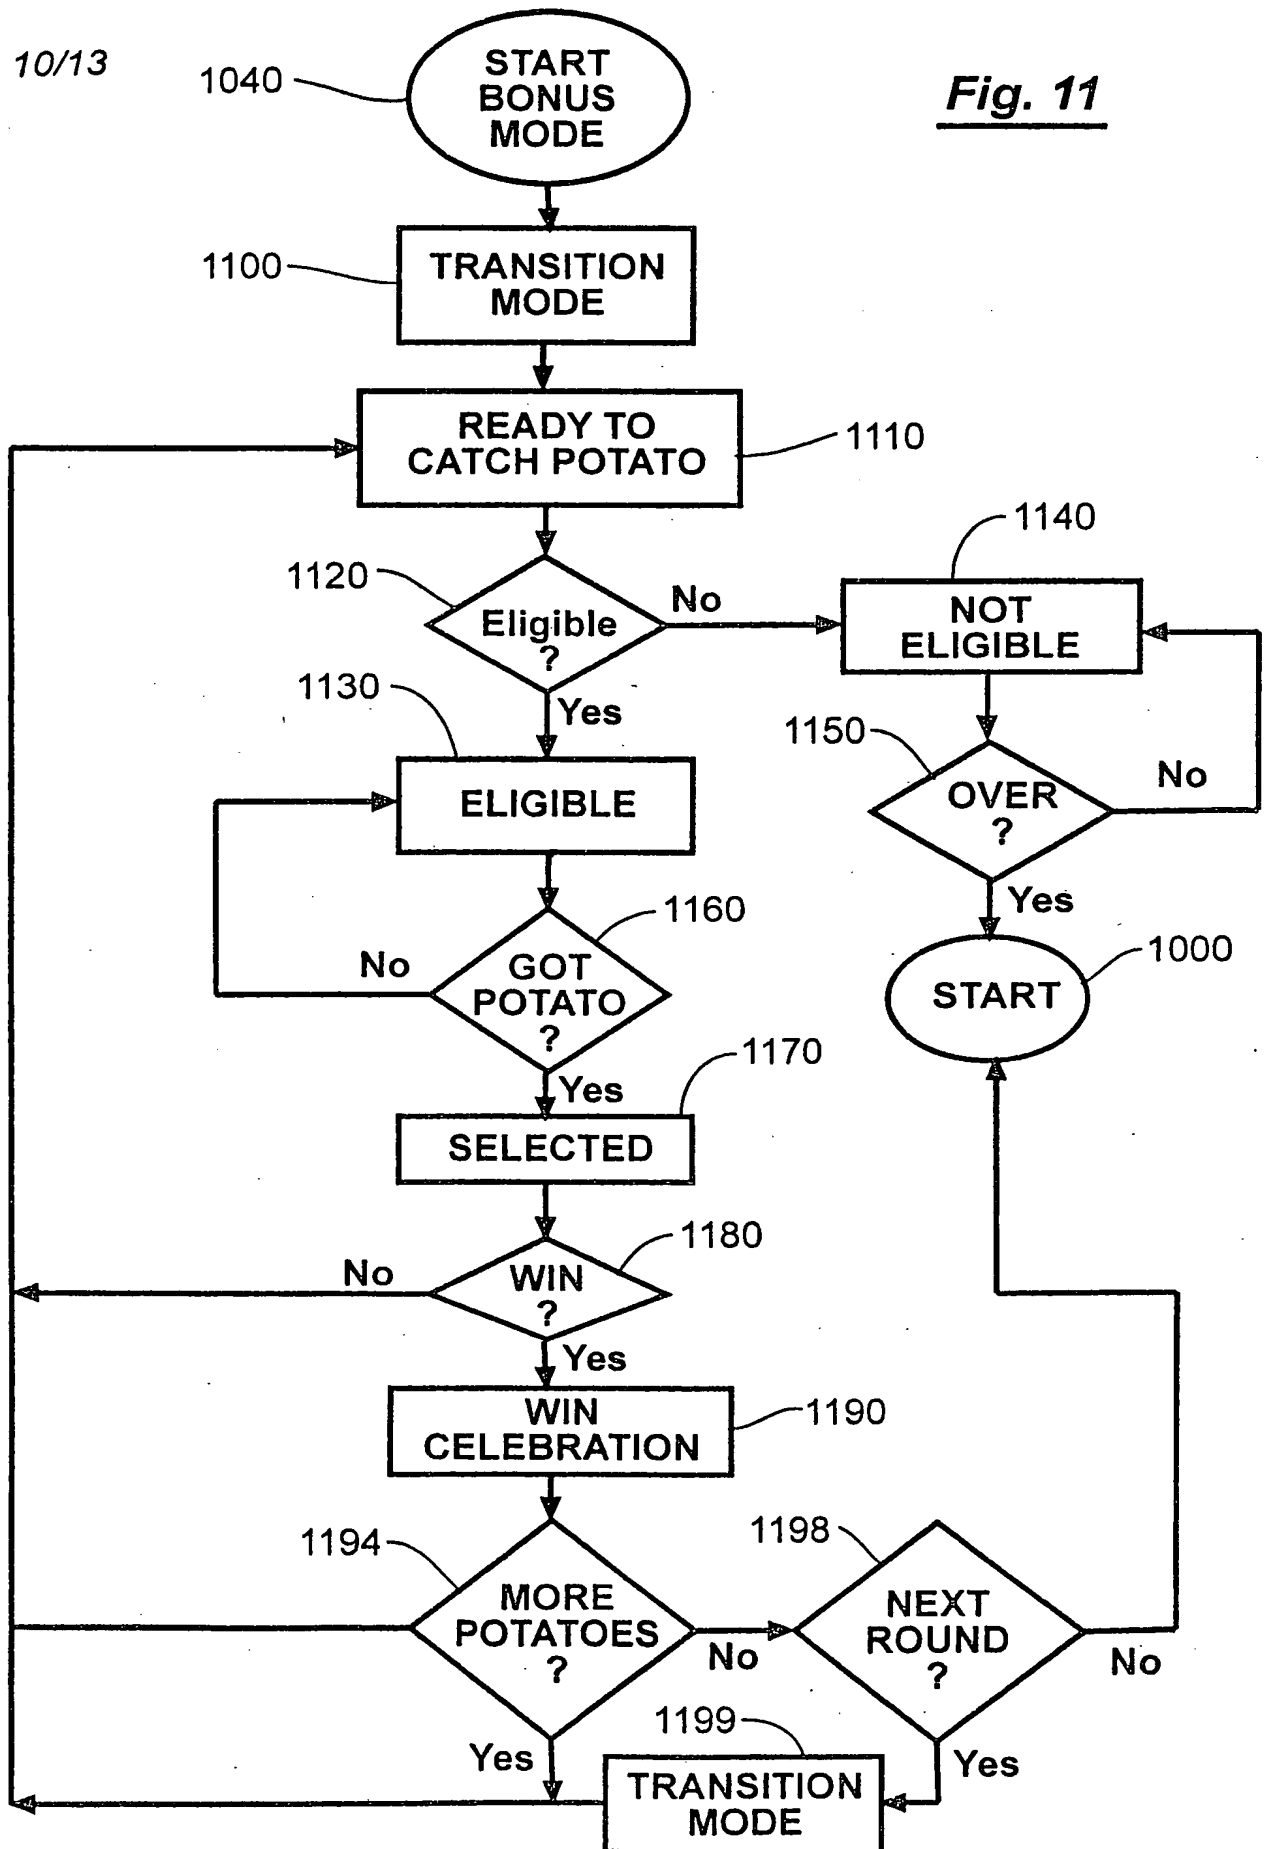 10/13
1040
START
BONUS
MODE
Fig. 11
1100
TRANSITION
MODE
READY TO
CATCH POTATO
1110
1120
Eligible
?
No
1140
NOT
ELIGIBLE
1130
Yes
ELIGIBLE
1150
OVER
?
No
Yes
1160
GOT
POTATO
?
No
1000
START
Yes
1170
SELECTED
1180
WIN
?
No
Yes
WIN
CELEBRATION
1190
1194
MORE
POTATOES
?
No
1198
NEXT
ROUND
?
No
Yes
1199
Yes
TRANSITION
MODE